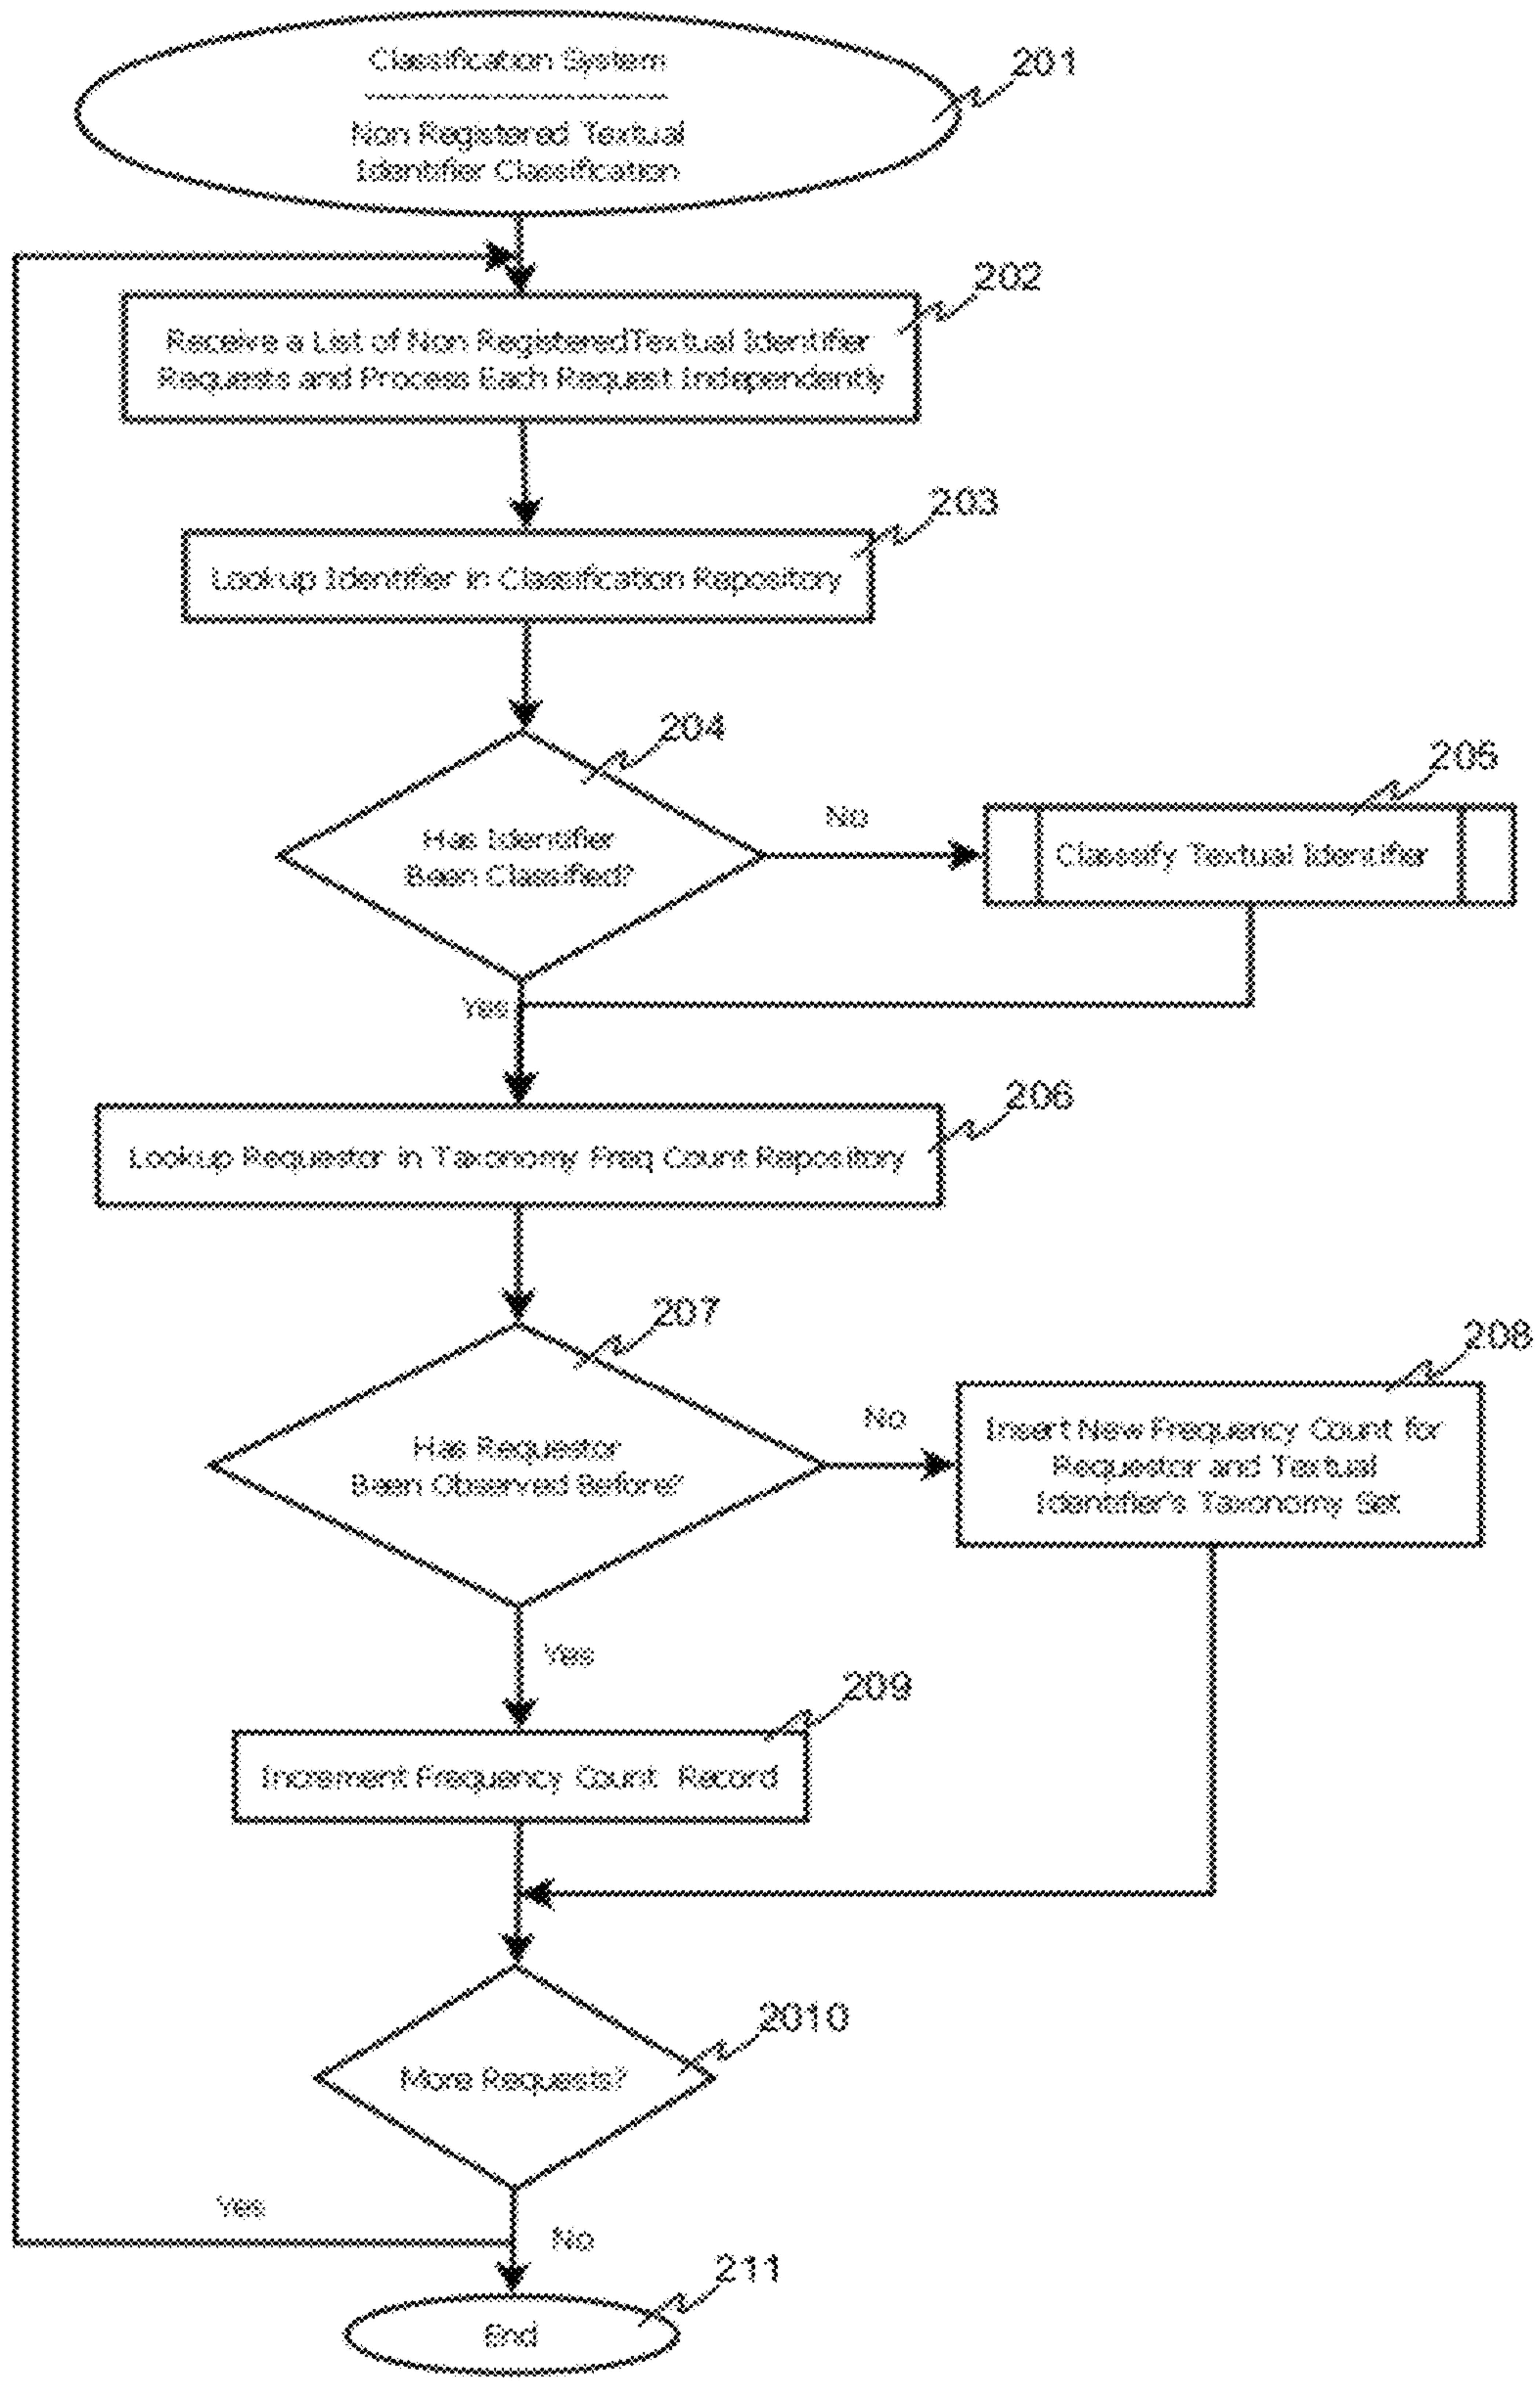 Classification System
201
Non Registered Textual
Identifier Classification
202
Receive a List of Non RegisteredTextual Identifier
Requests and Process Each Request Independently
203
Lookup Identifier in Classification Repository
204
Has Identifier
Been Classified?
No
205
Classify Textual Identifier
Yes
206
Lookup Requestor in Taxonomy Freq Count Repository
207
Has Requestor
Been Observed Before?
No
208
Insert New Frequency Count for
Requestor and Textual
Identifier's Taxonomy Set
Yes
209
Increment Frequency Count Record
2010
More Requests?
Yes
No
211
End